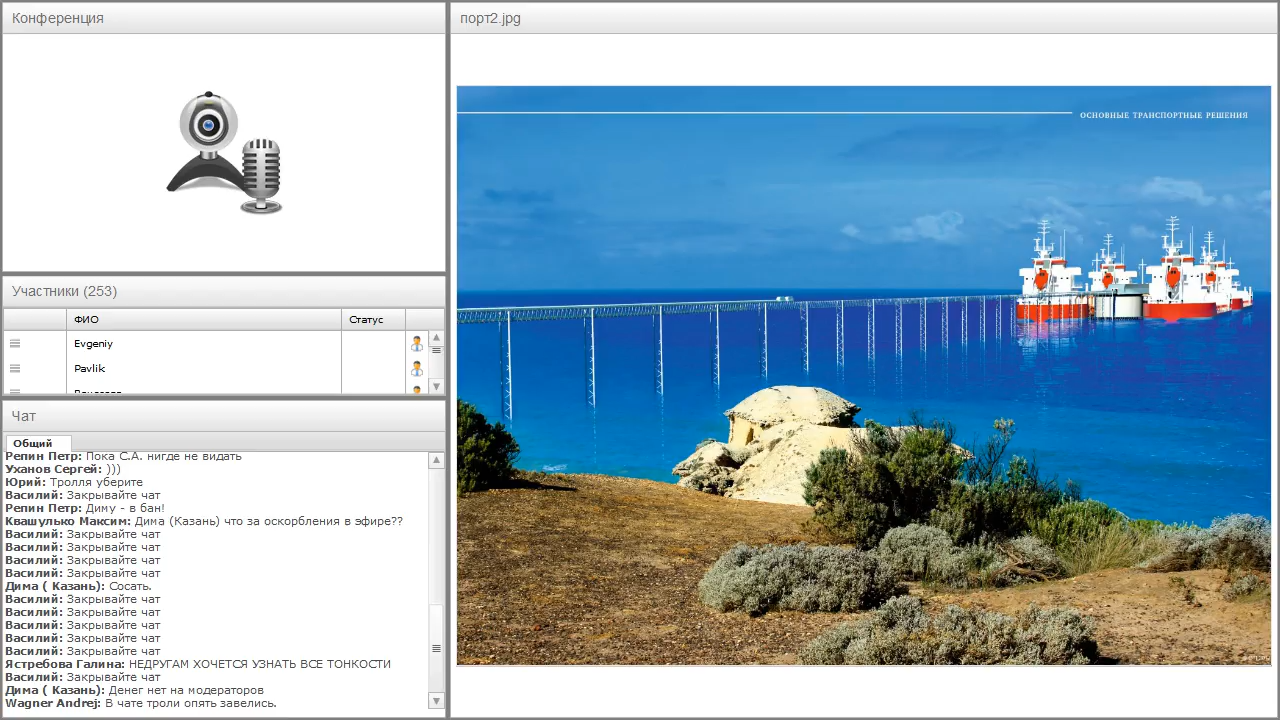 Конференция
Участники (253)
ФИО
Статус
Evgeniy
Pavlik
Чат
Общий
Репин Петр: Пока С.А. нигде не видать
Уханов Сергей: )))
Юрий: Тролля уберите
Василий: Закрывайте чат
Репин Петр: Диму - в бан!
Квашулько Максим: Дима (Казань) что за оскорбления в эфире??
Василий: Закрывайте чат
Василий: Закрывайте чат
Василий: Закрывайте чат
Василий: Закрывайте чат
Дима ( Казань): Сосать.
Василий: Закрывайте чат
Василий: Закрывайте чат
Василий: Закрывайте чат
Василий: Закрывайте чат
Василий: Закрывайте чат
Ястребова Галина: НЕДРУГАМ ХОЧЕТСЯ УЗНАТЬ ВСЕ ТОНКОСТИ
Василий: Закрывайте чат
Дима ( Казань): Денег нет на модераторов
Wagner Andrej: В чате троли опять завелись.
порт2.jpg
ОСНОВНЫЕ ТРАНСПОРТНЫЕ РЕШЕНИЯ